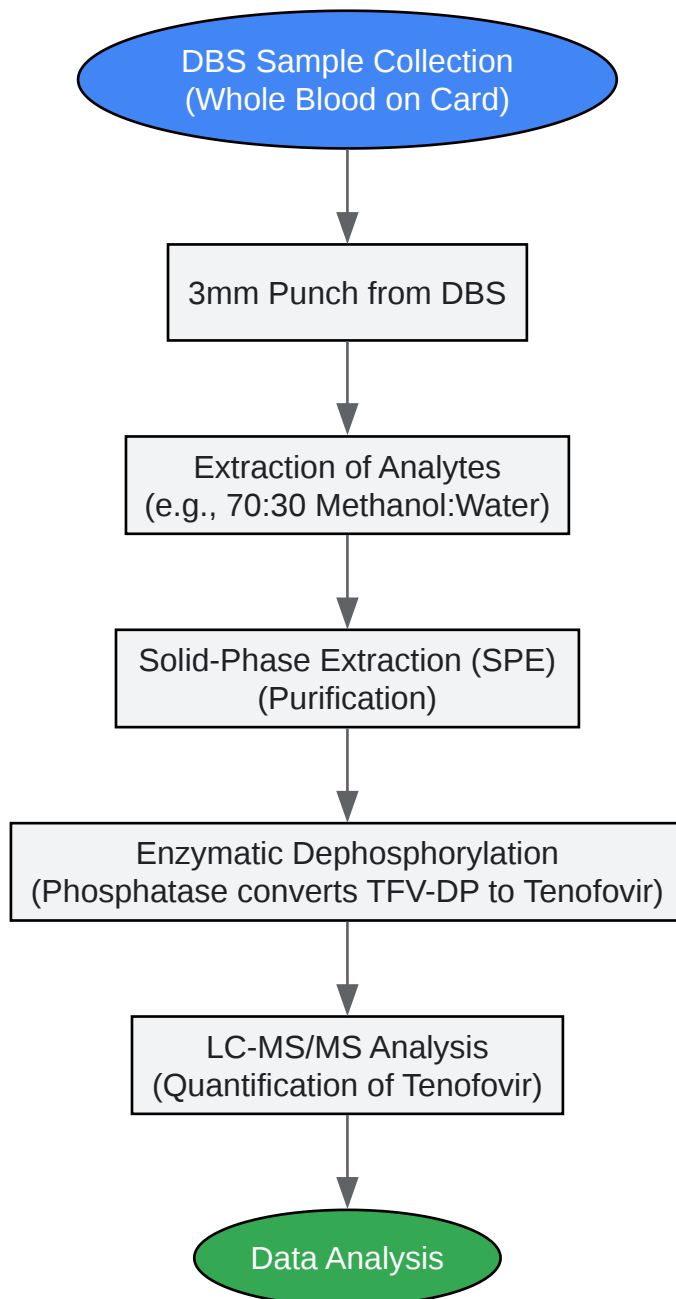 DBS Sample Collection
(Whole Blood on Card)
3mm Punch from DBS
Extraction of Analytes
(e.g., 70:30 Methanol:Water)
Solid-Phase Extraction (SPE)
(Purification)
Enzymatic Dephosphorylation
(Phosphatase converts TFV-DP to Tenofovir)
LC-MS/MS Analysis
(Quantification of Tenofovir)
Data Analysis